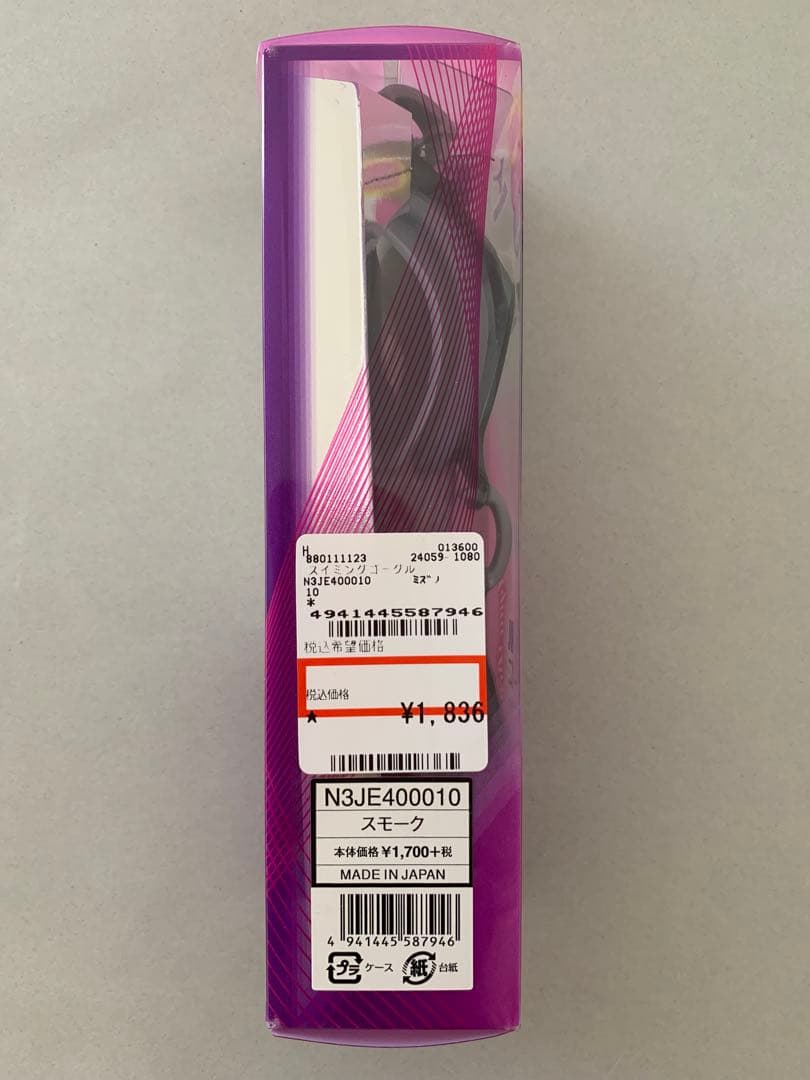 H 013600
880111123 24059- 1080
スイミングゴーグル
N3JE400010 ミズノ
10
*
4941445587946
税込希望価格
税込価格
★ ¥1,836
N3JE400010
スモーク
本体価格¥1,700+税
MADE IN JAPAN
4 941445 587946
プラ ケース 紙 台紙